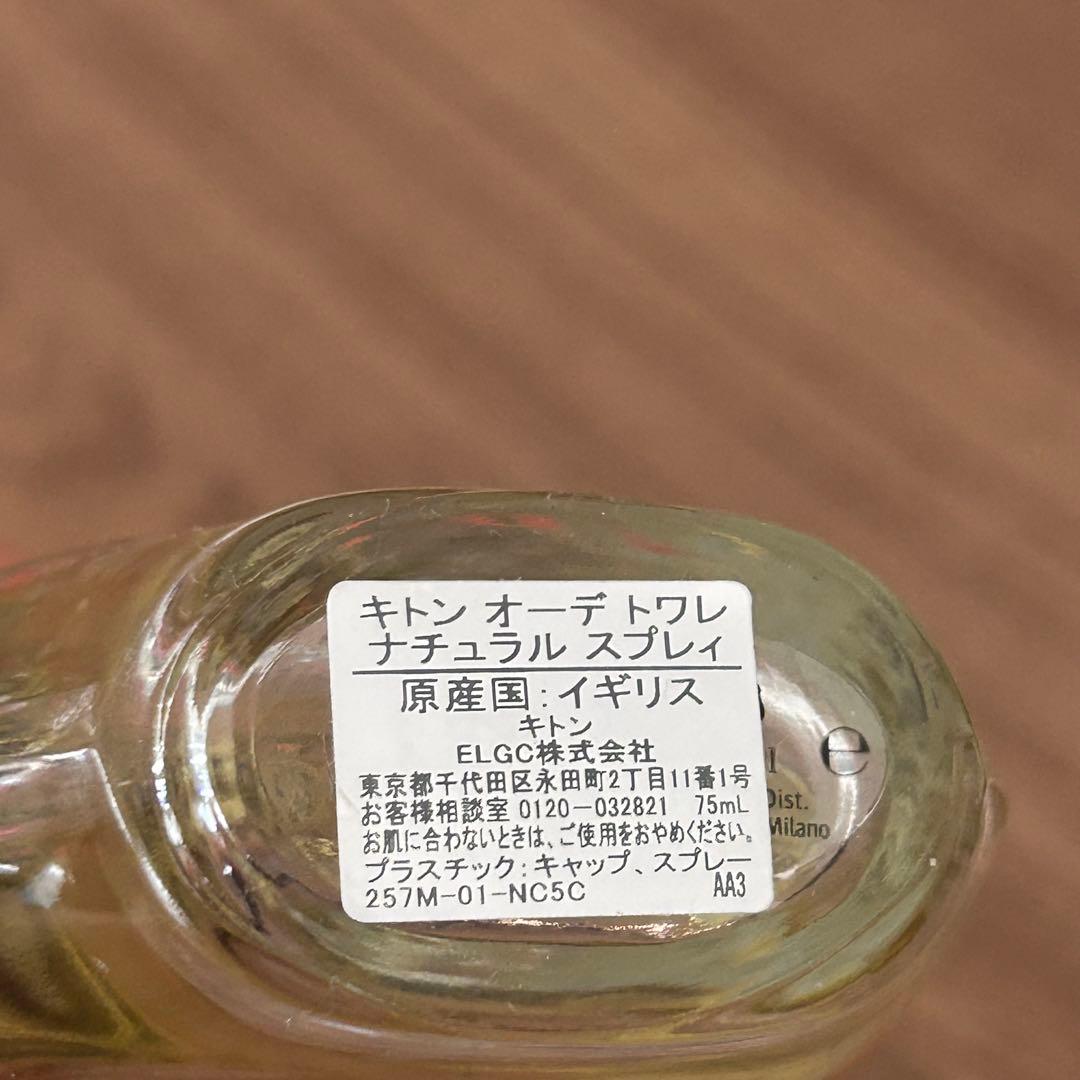 キトン オーデ トワレ
ナチュラル スプレィ
原産国:イギリス
キトン
ELGC株式会社
東京都千代田区永田町2丁目11番1号
お客様相談室 0120-032821 75mL
お肌に合わないときは、ご使用をおやめください。
プラスチック:キャップ、スプレー
257M-01-NC5C AA3
e
Dist.
Milano